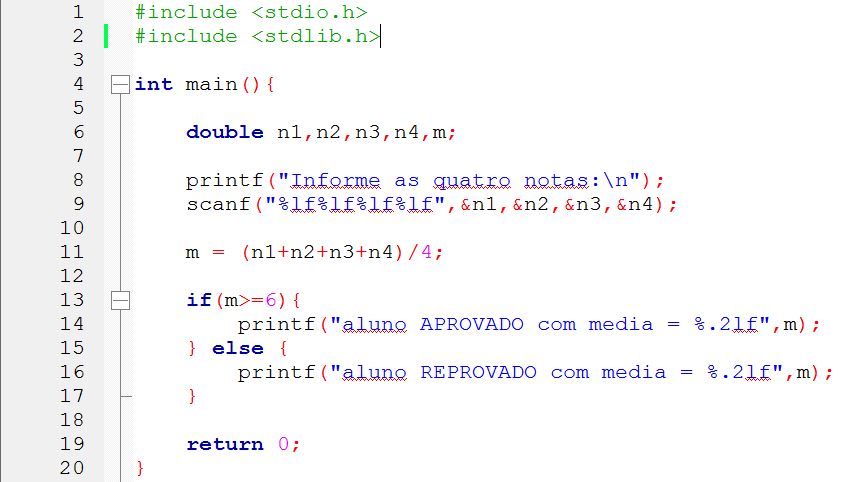 1 #include <stdio.h>
2 #include <stdlib.h>
3
4 int main(){
5
6 double n1,n2,n3,n4,m;
7
8 printf("Informe as quatro notas:\n");
9 scanf("%lf%lf%lf%lf",&n1,&n2,&n3,&n4);
10
11 m = (n1+n2+n3+n4)/4;
12
13 if(m>=6){
14 printf("aluno APROVADO com media = %.2lf",m);
15 } else {
16 printf("aluno REPROVADO com media = %.2lf",m);
17 }
18
19 return 0;
20 }